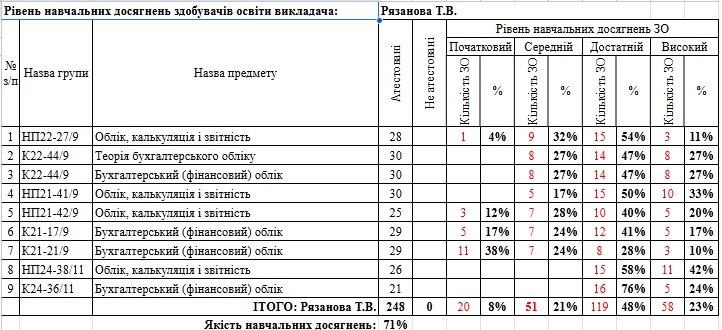 Рівень навчальних досягнень здобувачів освіти викладача: Рязанова Т.В.
№ з/п Назва групи Назва предмету Атестовані Не атестовані Рівень навчальних досягнень ЗО
Початковий Середній Достатній Високий
Кількість ЗО % Кількість ЗО % Кількість ЗО % Кількість ЗО %
1 НП22-27/9 Облік, калькуляція і звітність 28 1 4% 9 32% 15 54% 3 11%
2 К22-44/9 Теорія бухгалтерського обліку 30 8 27% 14 47% 8 27%
3 К22-44/9 Бухгалтерський (фінансовий) облік 30 8 27% 14 47% 8 27%
4 НП21-41/9 Облік, калькуляція і звітність 30 5 17% 15 50% 10 33%
5 НП21-42/9 Облік, калькуляція і звітність 25 3 12% 7 28% 10 40% 5 20%
6 К21-17/9 Бухгалтерський (фінансовий) облік 29 5 17% 7 24% 12 41% 5 17%
7 К21-21/9 Бухгалтерський (фінансовий) облік 29 11 38% 7 24% 8 28% 3 10%
8 НП24-38/11 Облік, калькуляція і звітність 26 15 58% 11 42%
9 К24-36/11 Бухгалтерський (фінансовий) облік 21 16 76% 5 24%
ІТОГО: Рязанова Т.В. 248 0 20 8% 51 21% 119 48% 58 23%
Якість навчальних досягнень: 71%